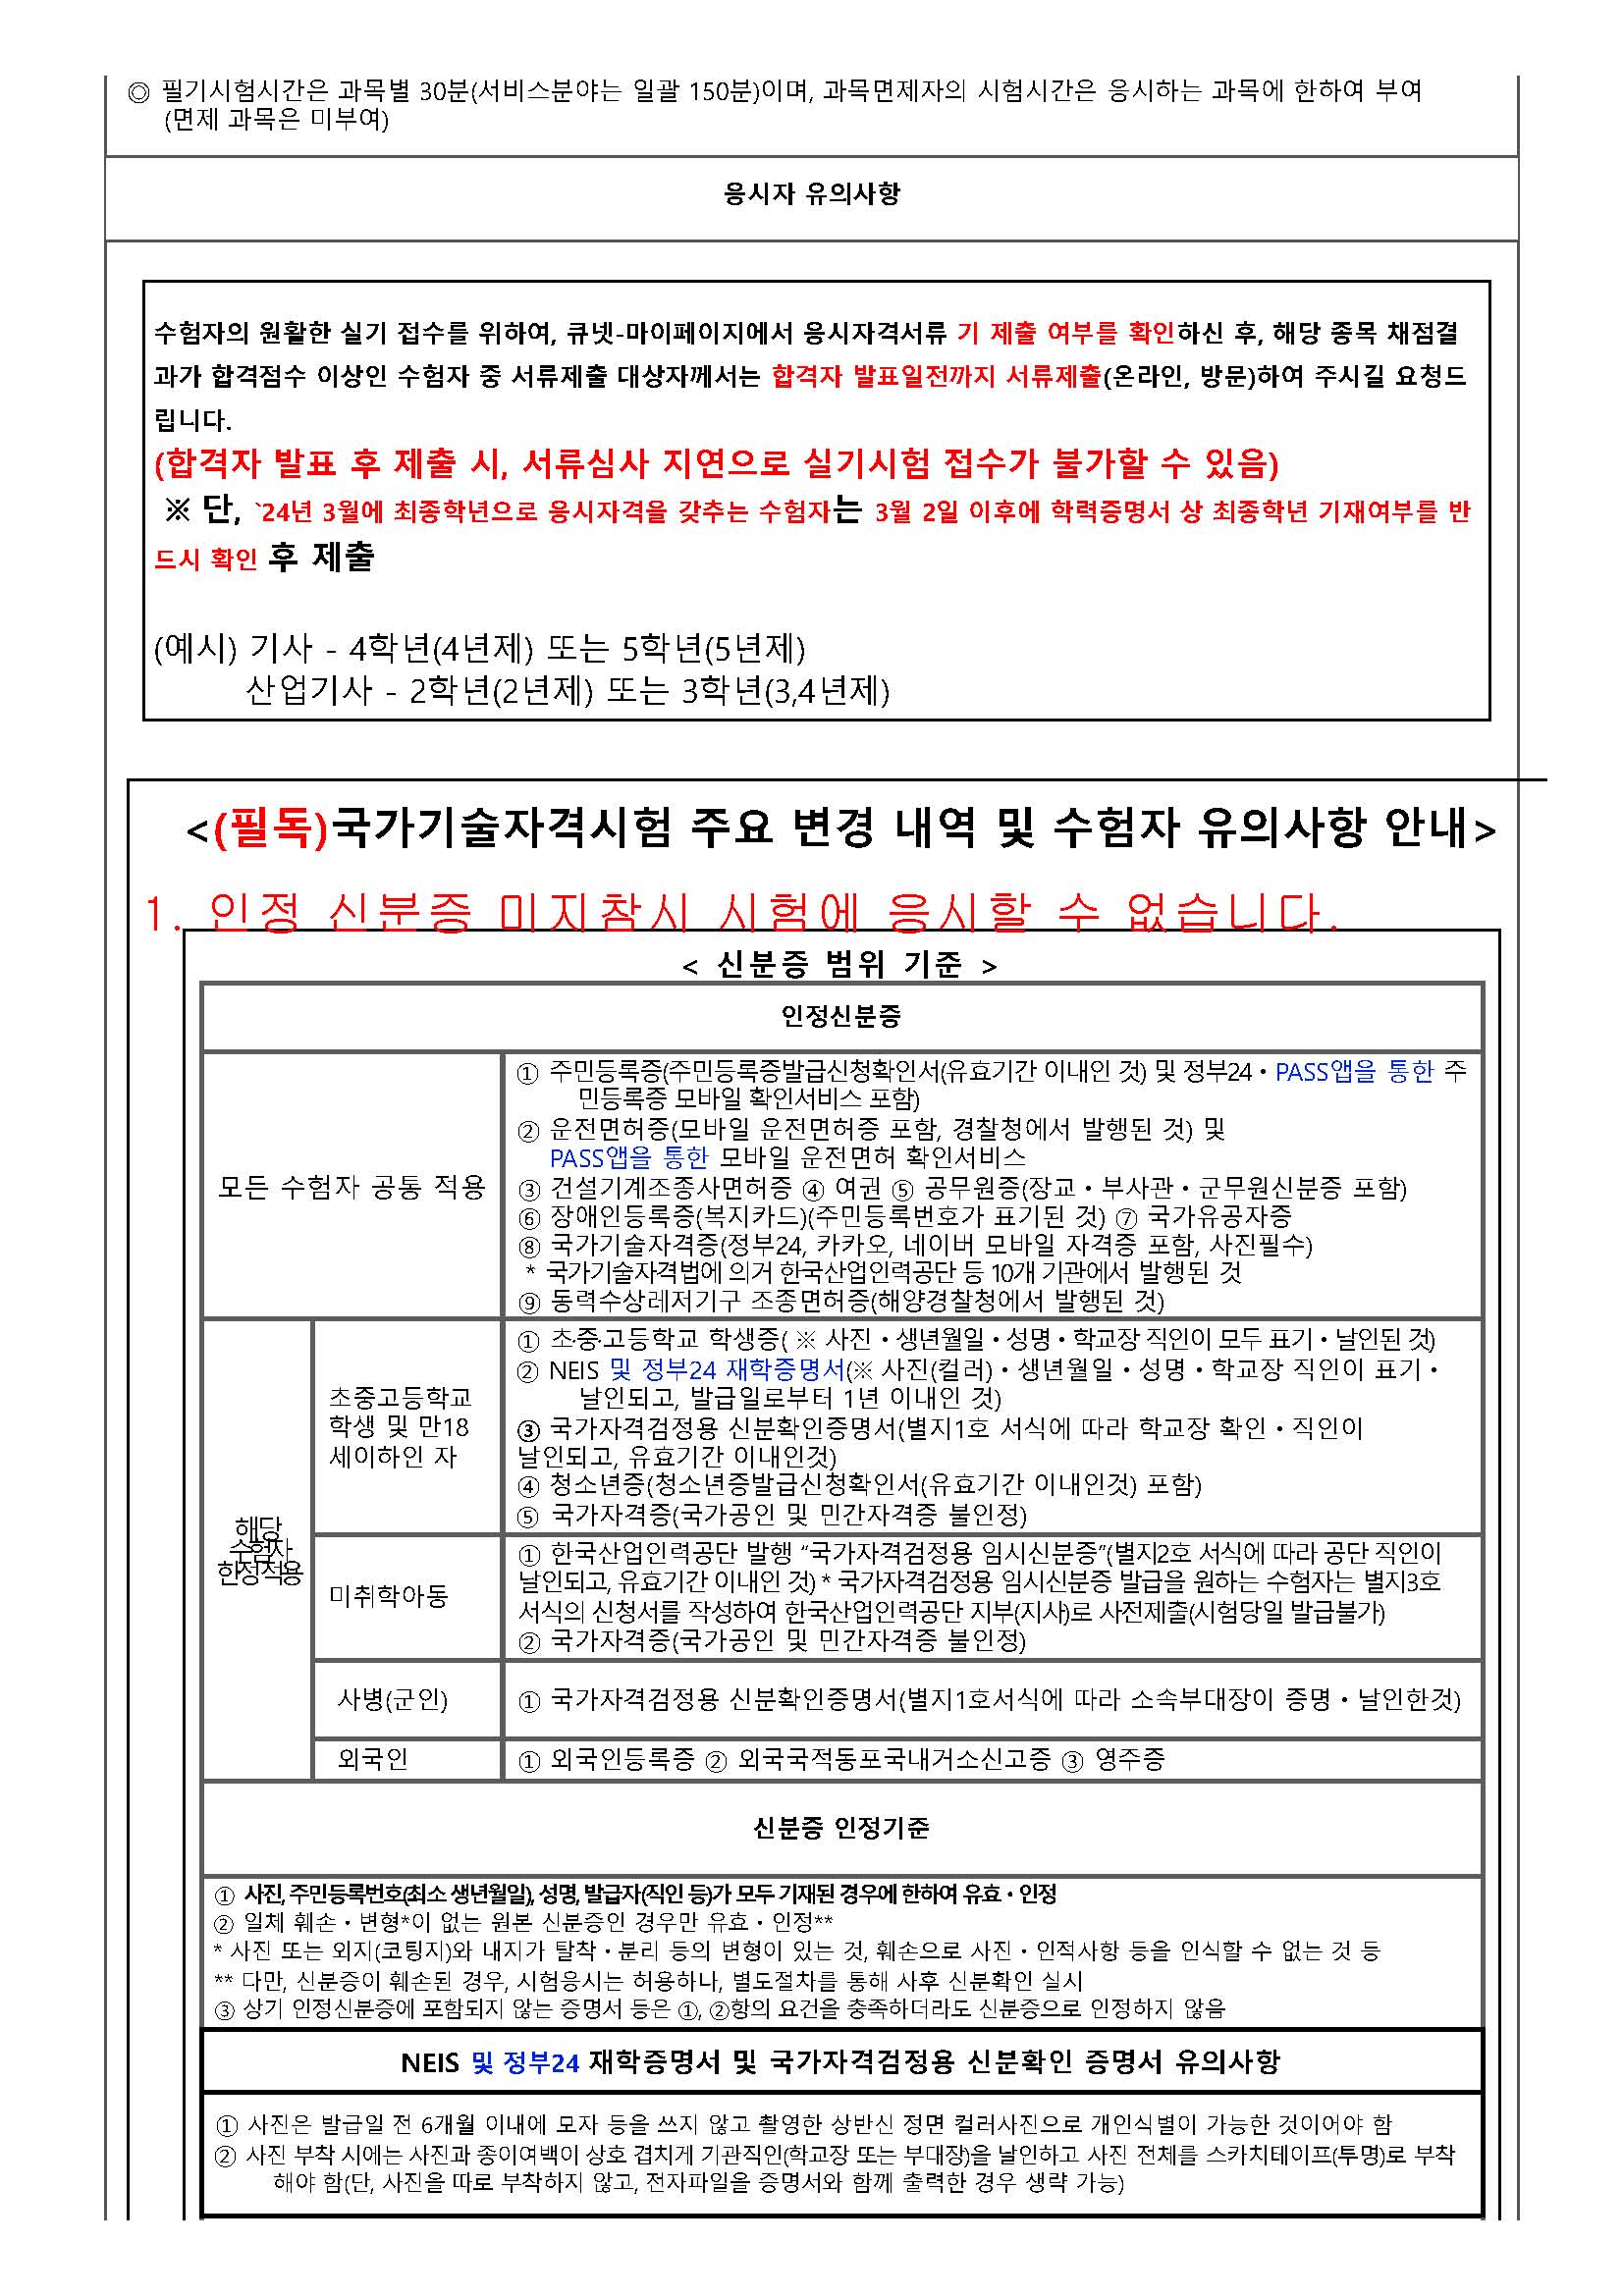 ◎ 필기시험시간은 과목별 30분(서비스분야는 일괄 150분)이며, 과목면제자의 시험시간은 응시하는 과목에 한하여 부여
(면제 과목은 미부여)
응시자 유의사항
수험자의 원활한 실기 접수를 위하여, 큐넷-마이페이지에서 응시자격서류 기 제출 여부를 확인하신 후, 해당 종목 채점결
과가 합격점수 이상인 수험자 중 서류제출 대상자께서는 합격자 발표일전까지 서류제출(온라인, 방문)하여 주시길 요청드
립니다.
(합격자 발표 후 제출 시, 서류심사 지연으로 실기시험 접수가 불가할 수 있음)
※ 단, `24년 3월에 최종학년으로 응시자격을 갖추는 수험자는 3월 2일 이후에 학력증명서 상 최종학년 기재여부를 반
드시 확인 후 제출
(예시) 기사 - 4학년(4년제) 또는 5학년(5년제)
산업기사 - 2학년(2년제) 또는 3학년(3,4년제)
<(필독)국가기술자격시험 주요 변경 내역 및 수험자 유의사항 안내>
1. 인정 신분증 미지참시 시험에 응시할 수 없습니다.
< 신분증 범위 기준 >
인정신분증
모든 수험자 공통 적용
① 주민등록증(주민등록증발급신청확인서(유효기간 이내인 것) 및 정부24・PASS앱을 통한 주
민등록증 모바일 확인서비스 포함)
② 운전면허증(모바일 운전면허증 포함, 경찰청에서 발행된 것) 및
PASS앱을 통한 모바일 운전면허 확인서비스
③ 건설기계조종사면허증 ④ 여권 ⑤ 공무원증(장교・부사관・군무원신분증 포함)
⑥ 장애인등록증(복지카드)(주민등록번호가 표기된 것) ⑦ 국가유공자증
⑧ 국가기술자격증(정부24, 카카오, 네이버 모바일 자격증 포함, 사진필수)
* 국가기술자격법에 의거 한국산업인력공단 등 10개 기관에서 발행된 것
⑨ 동력수상레저기구 조종면허증(해양경찰청에서 발행된 것)
해당
수험자
한정적용
초중고등학교
학생 및 만18
세이하인 자
① 초·중·고등학교 학생증( ※ 사진・생년월일・성명・학교장 직인이 모두 표기・날인된 것)
② NEIS 및 정부24 재학증명서(※ 사진(컬러)・생년월일・성명・학교장 직인이 표기・
날인되고, 발급일로부터 1년 이내인 것)
③ 국가자격검정용 신분확인증명서(별지1호 서식에 따라 학교장 확인・직인이
날인되고, 유효기간 이내인것)
④ 청소년증(청소년증발급신청확인서(유효기간 이내인것) 포함)
⑤ 국가자격증(국가공인 및 민간자격증 불인정)
미취학아동
① 한국산업인력공단 발행 “국가자격검정용 임시신분증”(별지2호 서식에 따라 공단 직인이
날인되고, 유효기간 이내인 것) * 국가자격검정용 임시신분증 발급을 원하는 수험자는 별지3호
서식의 신청서를 작성하여 한국산업인력공단 지부(지사)로 사전제출(시험당일 발급불가)
② 국가자격증(국가공인 및 민간자격증 불인정)
사병(군인)
① 국가자격검정용 신분확인증명서(별지1호서식에 따라 소속부대장이 증명・날인한것)
외국인
① 외국인등록증 ② 외국국적동포국내거소신고증 ③ 영주증
신분증 인정기준
① 사진, 주민등록번호(최소 생년월일), 성명, 발급자(직인 등)가 모두 기재된 경우에 한하여 유효・인정
② 일체 훼손・변형*이 없는 원본 신분증인 경우만 유효・인정**
* 사진 또는 외지(코팅지)와 내지가 탈착・분리 등의 변형이 있는 것, 훼손으로 사진・인적사항 등을 인식할 수 없는 것 등
** 다만, 신분증이 훼손된 경우, 시험응시는 허용하나, 별도절차를 통해 사후 신분확인 실시
③ 상기 인정신분증에 포함되지 않는 증명서 등은 ①, ②항의 요건을 충족하더라도 신분증으로 인정하지 않음
NEIS 및 정부24 재학증명서 및 국가자격검정용 신분확인 증명서 유의사항
① 사진은 발급일 전 6개월 이내에 모자 등을 쓰지 않고 촬영한 상반신 정면 컬러사진으로 개인식별이 가능한 것이어야 함
② 사진 부착 시에는 사진과 종이여백이 상호 겹치게 기관직인(학교장 또는 부대장)을 날인하고 사진 전체를 스카치테이프(투명)로 부착
해야 함(단, 사진을 따로 부착하지 않고, 전자파일을 증명서와 함께 출력한 경우 생략 가능)